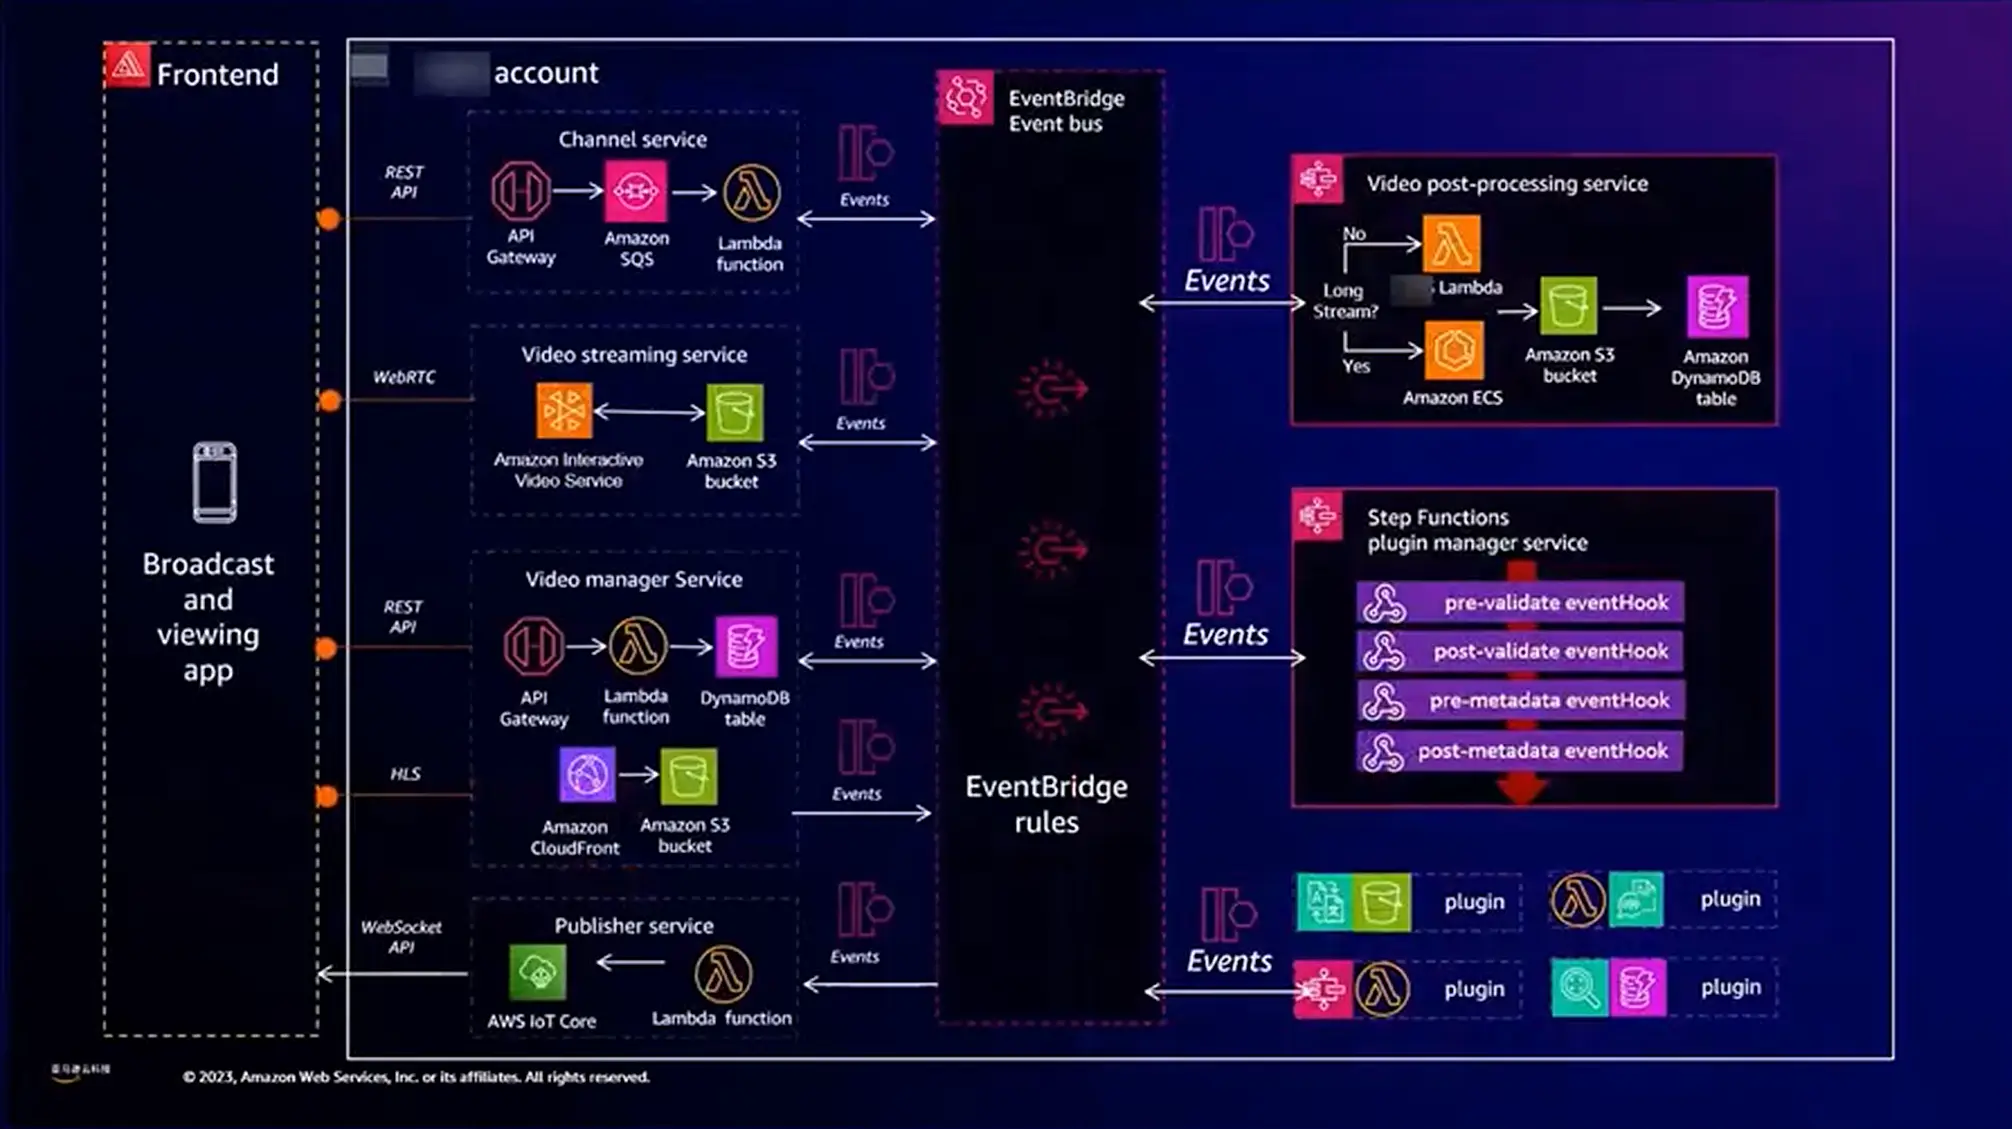 Frontend
account
Broadcast
and
viewing
app
REST
API
WebRTC
REST
API
HLS
WebSocket
API
Channel service
API
Gateway
Amazon
SQS
Lambda
function
Video streaming service
Amazon Interactive
Video Service
Amazon S3
bucket
Video manager Service
API
Gateway
Lambda
function
DynamoDB
table
Amazon
CloudFront
Amazon S3
bucket
Publisher service
AWS IoT Core
Lambda function
Events
Events
Events
Events
Events
EventBridge
Event bus
EventBridge
rules
Events
Events
Events
Video post-processing service
No
Long
Stream?
Yes
Lambda
Amazon ECS
Amazon S3
bucket
Amazon
DynamoDB
table
Step Functions
plugin manager service
pre-validate eventHook
post-validate eventHook
pre-metadata eventHook
post-metadata eventHook
plugin
plugin
plugin
plugin
© 2023, Amazon Web Services, Inc. or its affiliates. All rights reserved.